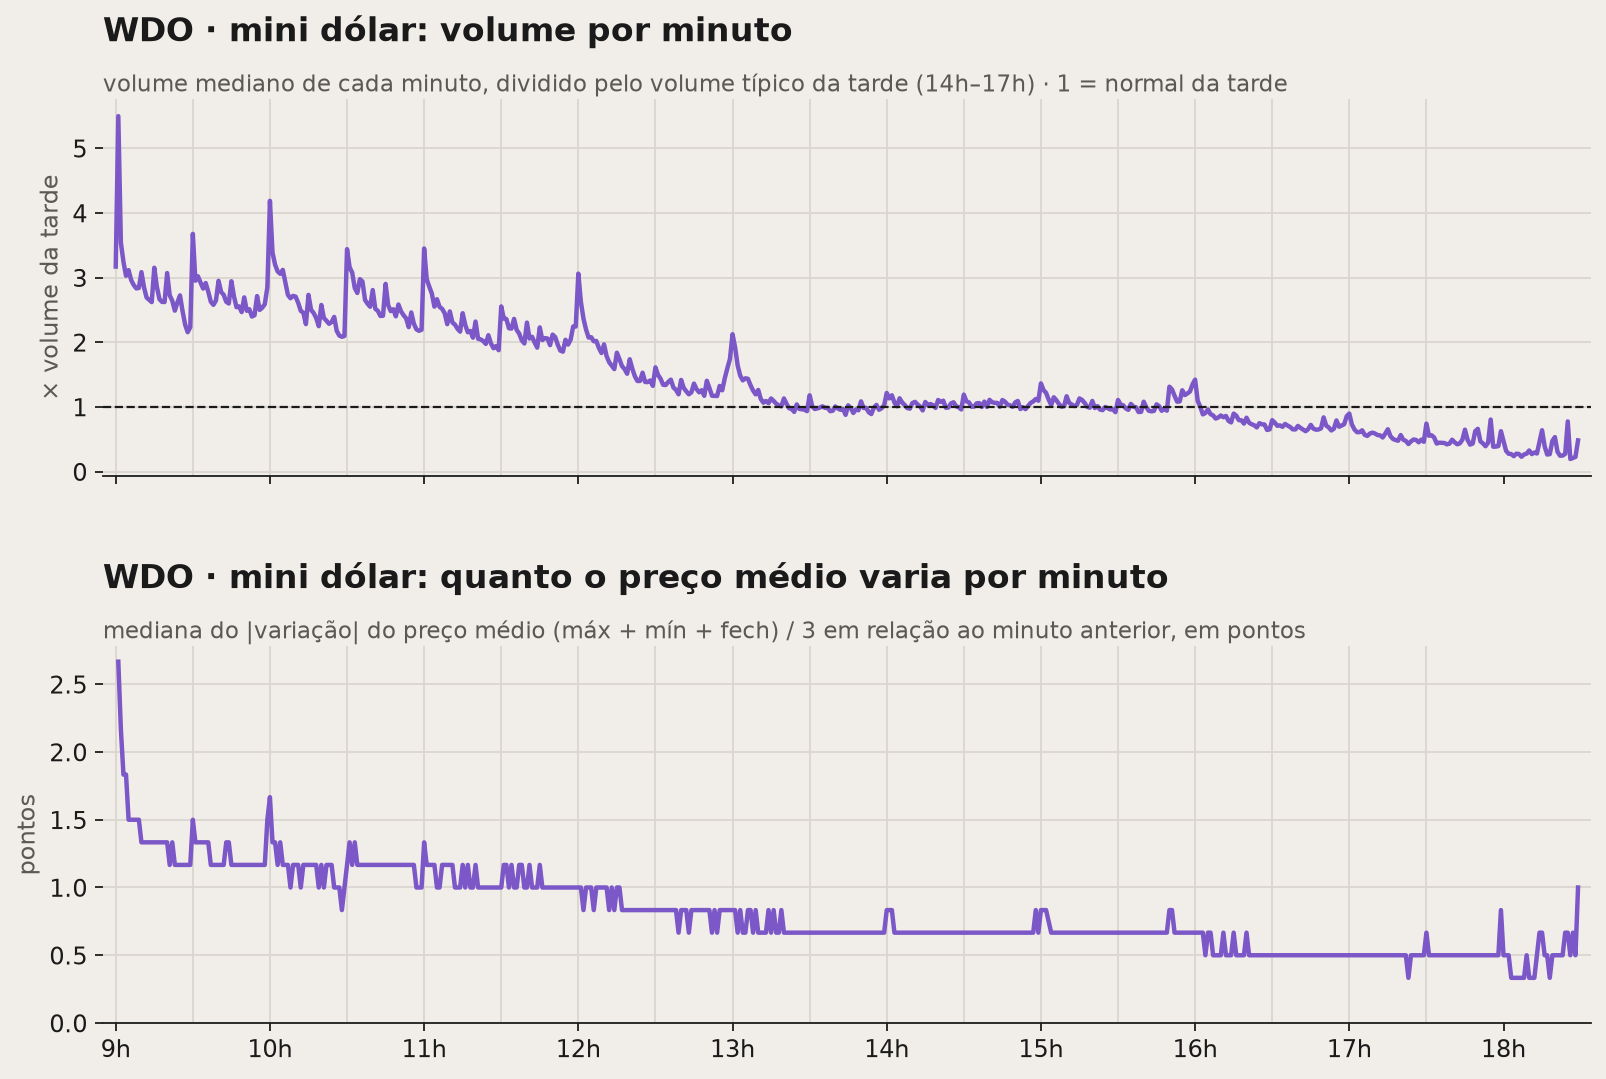 WDO · mini dólar: volume por minuto
volume mediano de cada minuto, dividido pelo volume típico da tarde (14h–17h) · 1 = normal da tarde
× volume da tarde
5
4
3
2
1
0
WDO · mini dólar: quanto o preço médio varia por minuto
mediana do |variação| do preço médio (máx + mín + fech) / 3 em relação ao minuto anterior, em pontos
pontos
2.5
2.0
1.5
1.0
0.5
0.0
9h 10h 11h 12h 13h 14h 15h 16h 17h 18h